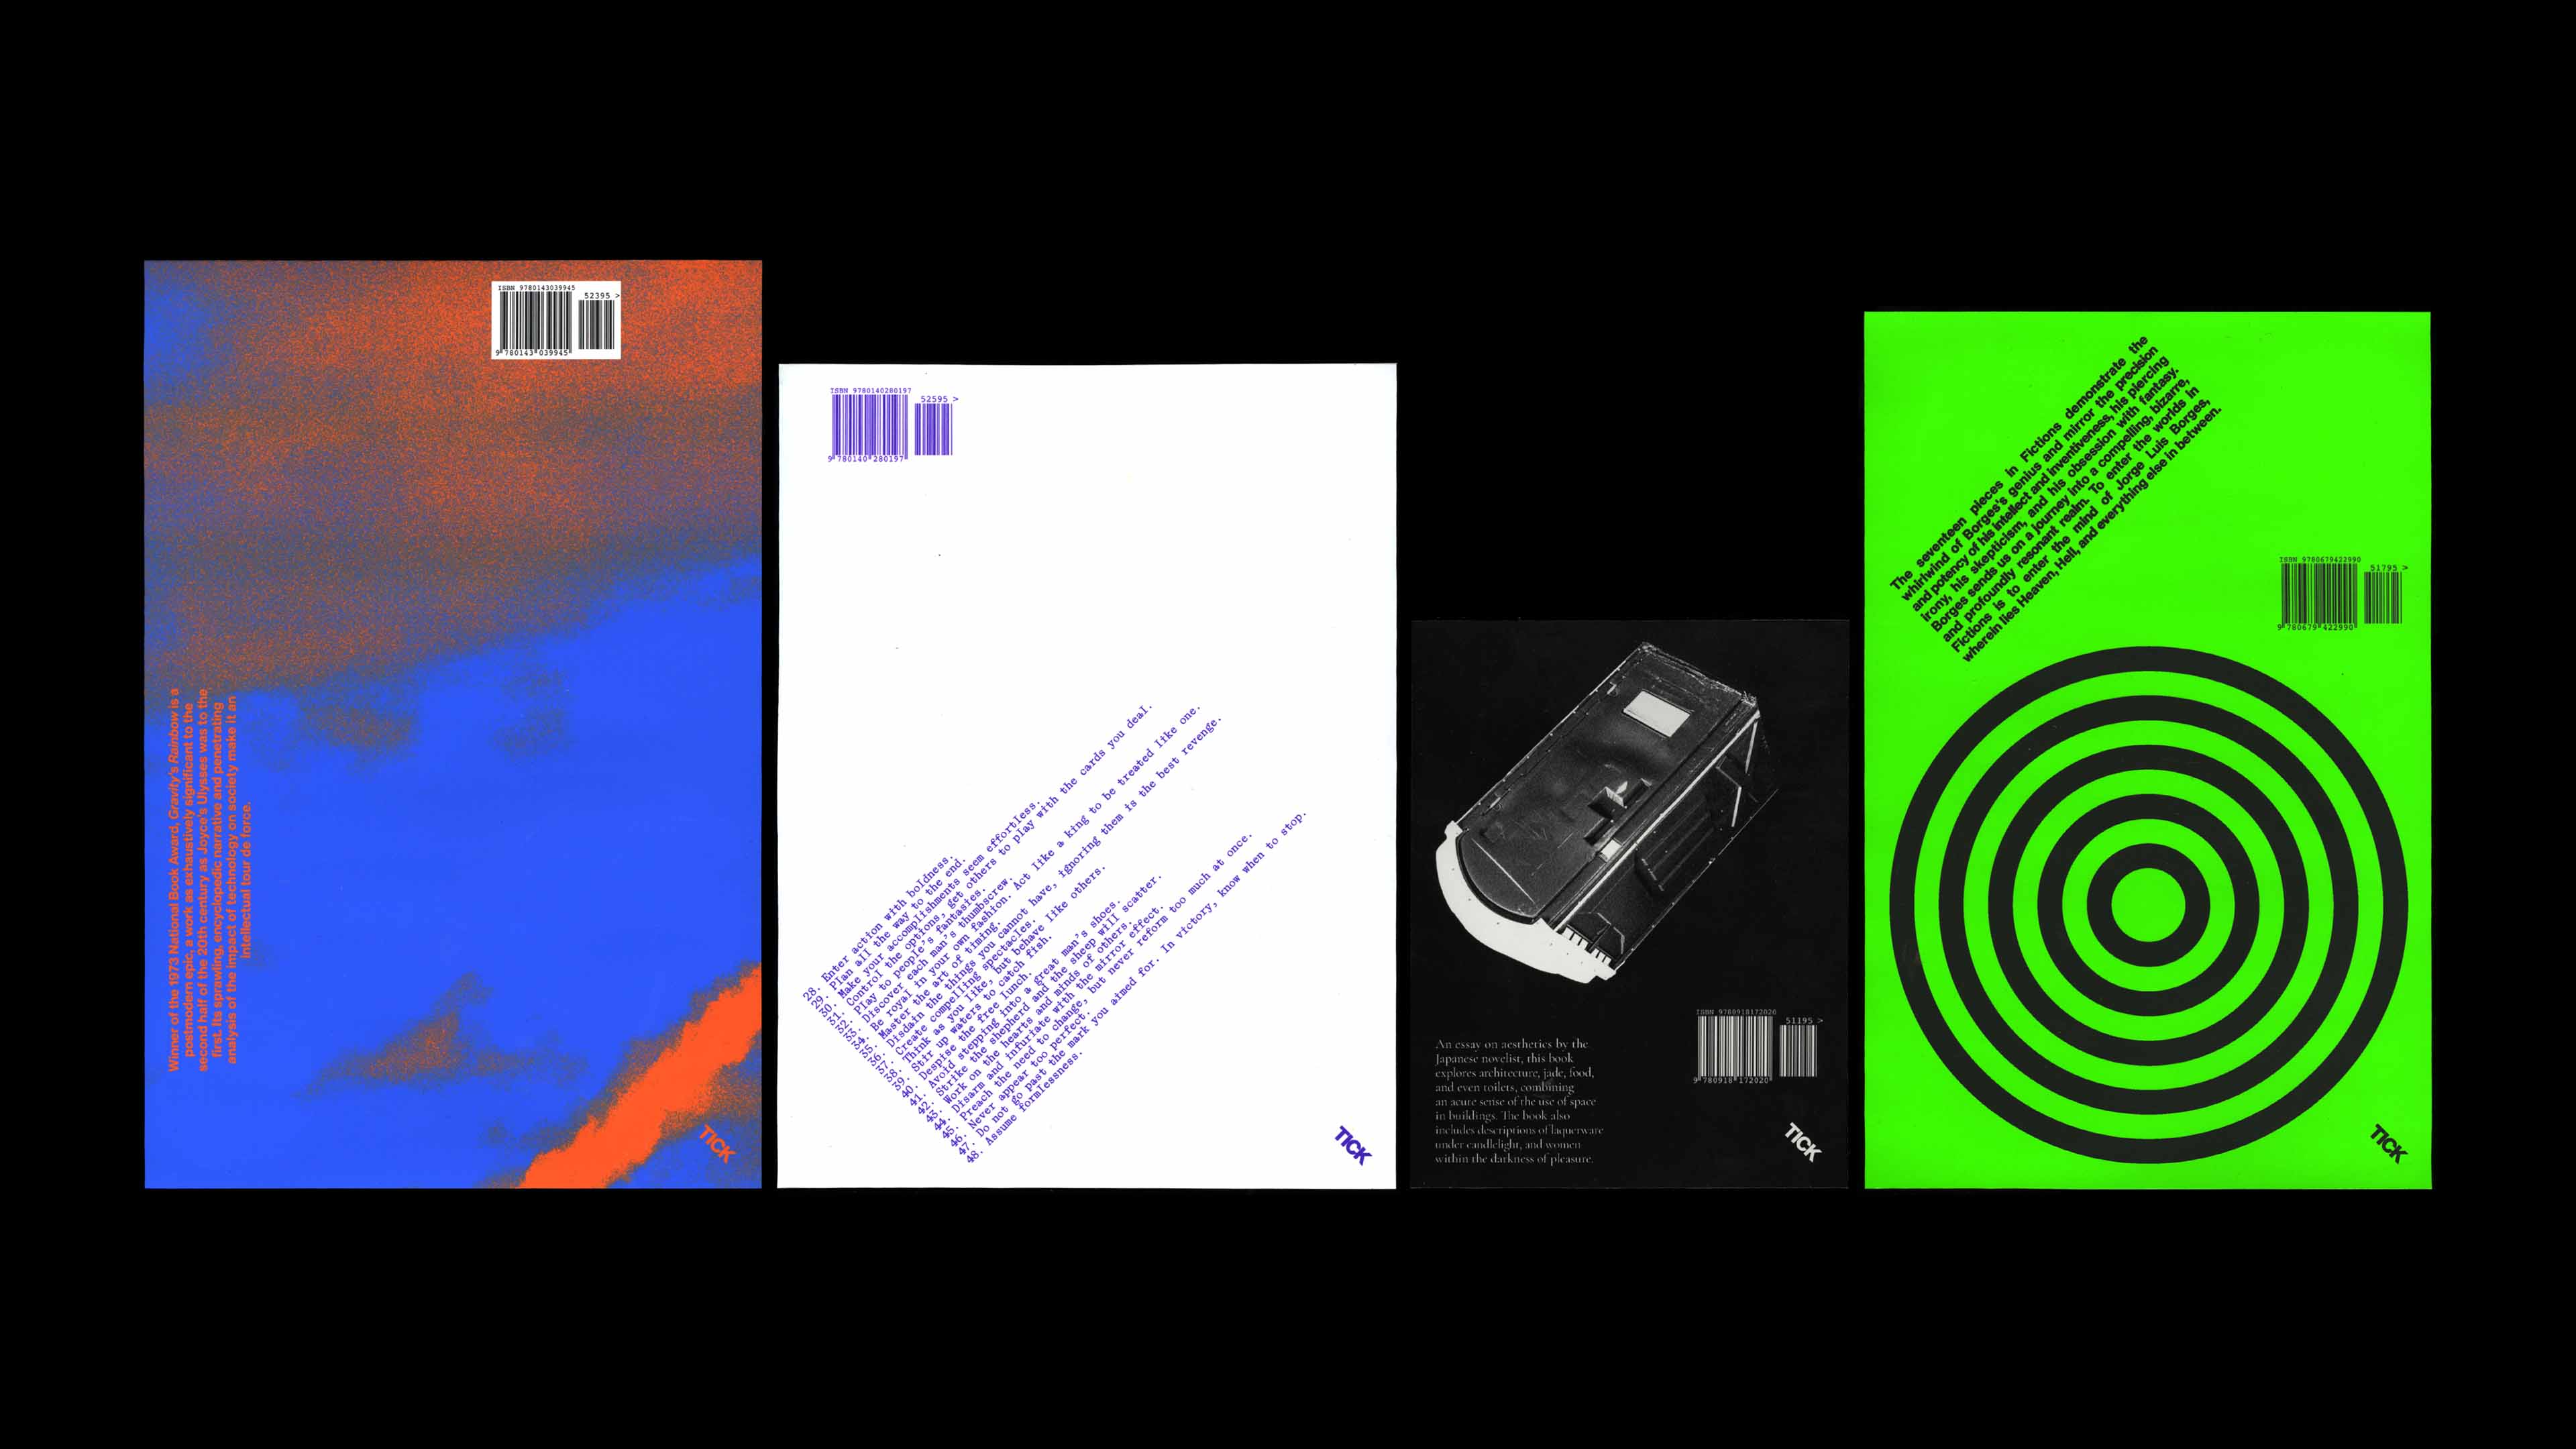 ISBN 9780143039945
52395 >
9 780143 039945
Winner of the 1973 National Book Award, Gravity's Rainbow is a
postmodern epic, a work as exhaustively significant to the
second half of the 20th century as Joyce's Ulysses was to the
first. Its sprawling, encyclopedic narrative and penetrating
analysis of the impact of technology on society make it an
intellectual tour de force.
TICK
ISBN 9780140280197
52595 >
9 780140 280197
28. Enter action with boldness.
29. Plan all the way to the end.
30. Make your accomplishments seem effortless.
31. Control the options, get others to play with the cards you deal.
32. Play to people's fantasies.
33. Discover each man's thumbscrew.
34. Be royal in your own fashion. Act like a king to be treated like one.
35. Master the art of timing.
36. Disdain the things you cannot have, ignoring them is the best revenge.
37. Create compelling spectacles.
38. Think as you like, but behave like others.
39. Stir up waters to catch fish.
40. Despise the free lunch.
41. Avoid stepping into a great man's shoes.
42. Strike the shepherd and the sheep will scatter.
43. Work on the hearts and minds of others.
44. Disarm and infuriate with the mirror effect.
45. Preach the need to change, but never reform too much at once.
46. Never appear too perfect.
47. Do not go past the mark you aimed for. In victory, know when to stop.
48. Assume formlessness.
TICK
An essay on aesthetics by the
Japanese novelist, this book
explores architecture, jade, food,
and even toilets, combining
an acure sense of the use of space
in buildings. The book also
includes descriptions of laquerware
under candlelight, and women
within the darkness of pleasure.
ISBN 9780918172020
51195 >
9 780918 172020
TICK
The seventeen pieces in Fictions demonstrate the
whirlwind of Borges's genius and mirror the precision
and potency of his intellect and inventiveness, his piercing
irony, his skepticism, and his obsession with fantasy.
Borges sends us on a journey into a compelling, bizarre,
and profoundly resonant realm. To enter the worlds in
Fictions is to enter the mind of Jorge Luis Borges,
wherein lies Heaven, Hell, and everything else in between.
ISBN 9780679422990
51795 >
9 780679 422990
TICK